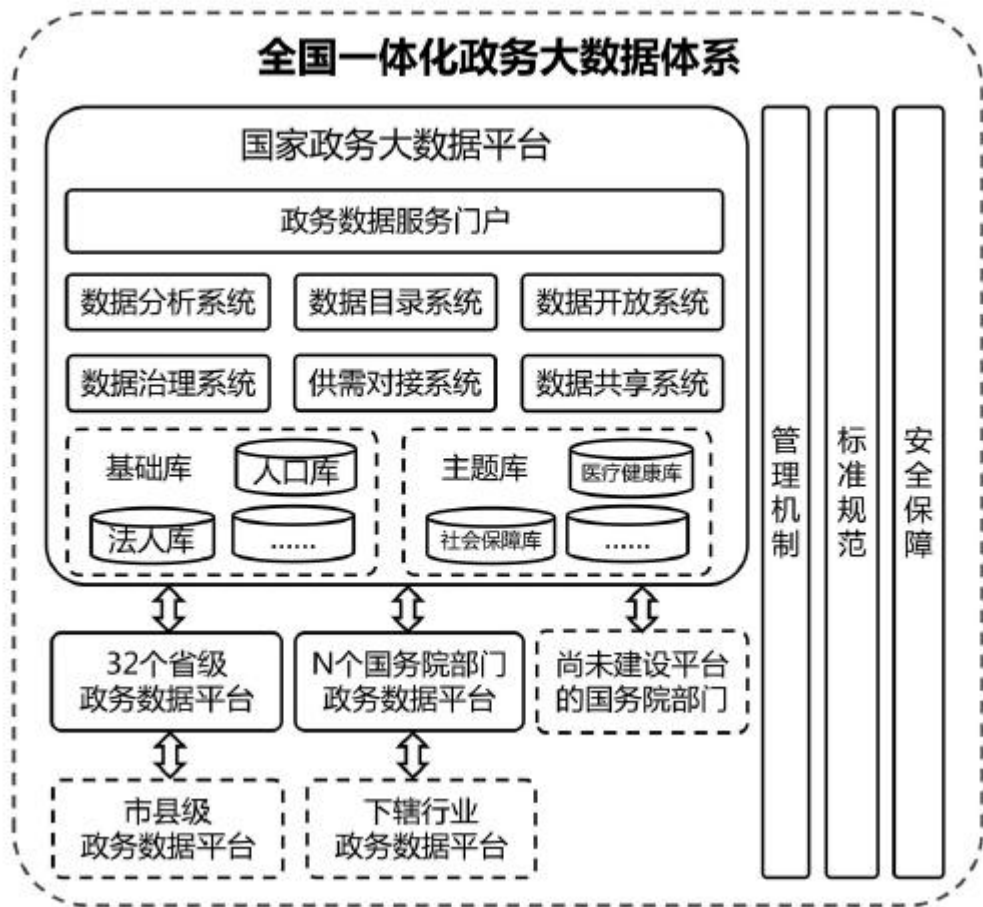 全国一体化政务大数据体系
国家政务大数据平台
政务数据服务门户
数据分析系统
数据目录系统
数据开放系统
数据治理系统
供需对接系统
数据共享系统
基础库
人口库
法人库
......
主题库
医疗健康库
社会保障库
......
32个省级
政务数据平台
N个国务院部门
政务数据平台
尚未建设平台
的国务院部门
市县级
政务数据平台
下辖行业
政务数据平台
管理机制
标准规范
安全保障